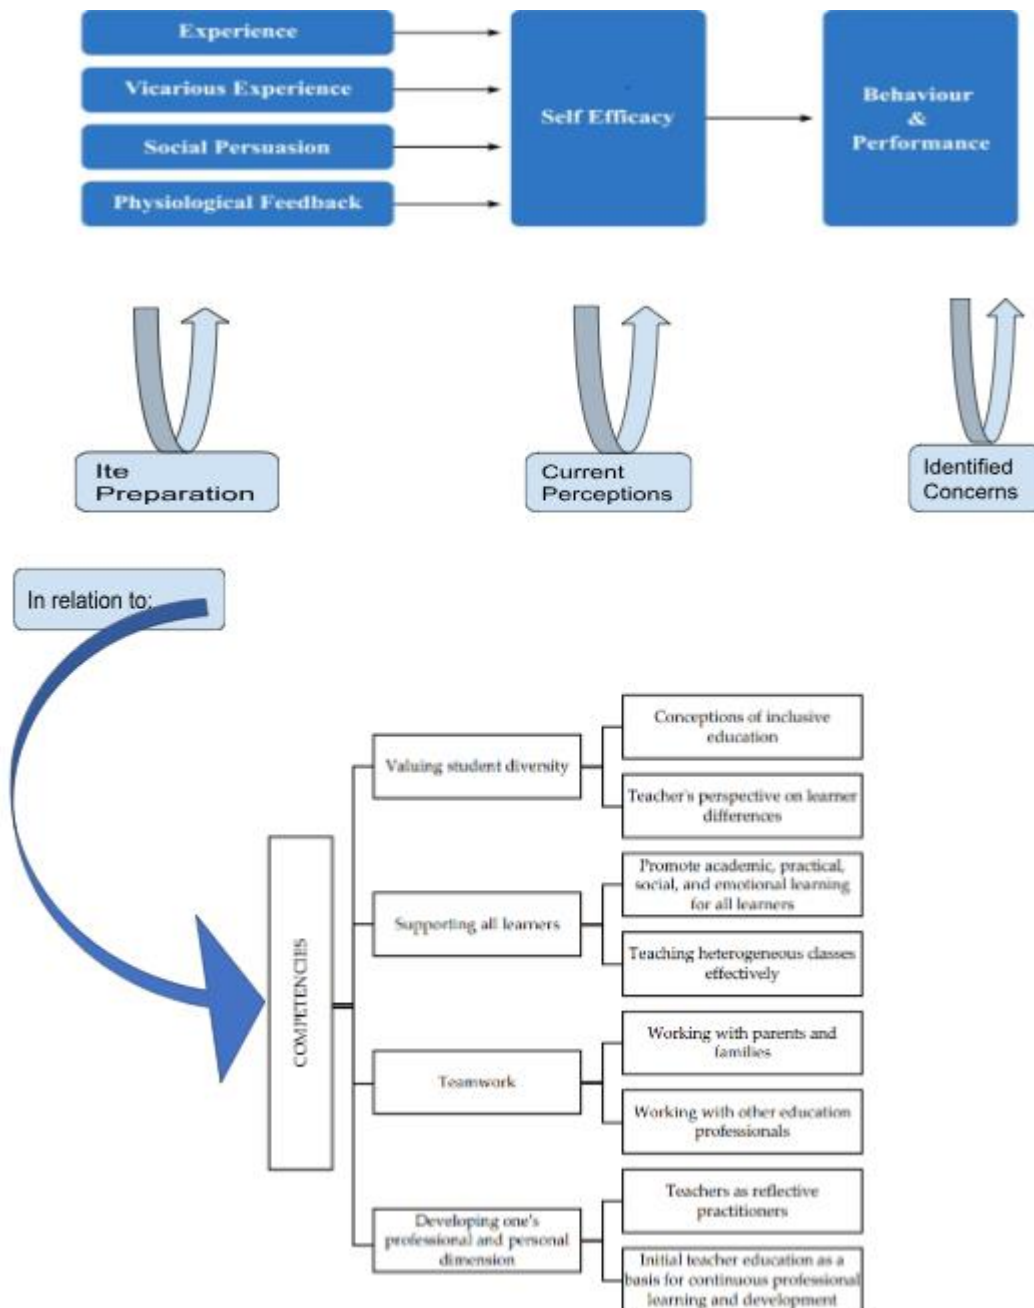 Experience
Vicarious Experience
Social Persuasion
Physiological Feedback
Self Efficacy
Behaviour
&
Performance
Ite
Preparation
Current
Perceptions
Identified
Concerns
In relation to:
COMPETENCIES
Valuing student diversity
Conceptions of inclusive
education
Teacher's perspective on learner
differences
Supporting all learners
Promote academic, practical,
social, and emotional learning
for all learners
Teaching heterogeneous classes
effectively
Teamwork
Working with parents and
families
Working with other education
professionals
Developing one's
professional and personal
dimension
Teachers as reflective
practitioners
Initial teacher education as a
basis for continuous professional
learning and development